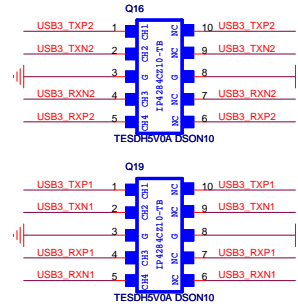 Q16
USB3_TXP2 1 CH1 NC 10 USB3_TXP2
USB3_TXN2 2 CH2 NC 9 USB3_TXN2
3 G G 8
USB3_RXN2 4 CH3 NC 7 USB3_RXN2
USB3_RXP2 5 CH4 NC 6 USB3_RXP2
IP4284CZ10-TB
TESDH5V0A DSON10
Q19
USB3_TXP1 1 CH1 NC 10 USB3_TXP1
USB3_TXN1 2 CH2 NC 9 USB3_TXN1
3 G G 8
USB3_RXP1 4 CH3 NC 7 USB3_RXP1
USB3_RXN1 5 CH4 NC 6 USB3_RXN1
IP4284CZ10-TB
TESDH5V0A DSON10